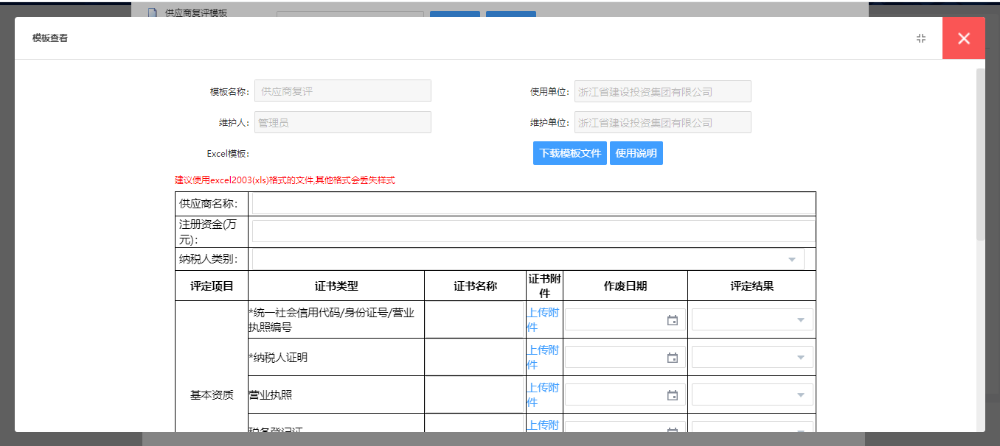 供应商复评模板
模板查看
模板名称: 供应商复评 使用单位: 浙江省建设投资集团有限公司
维护人: 管理员 维护单位: 浙江省建设投资集团有限公司
Excel模板: 下载模板文件 使用说明
建议使用excel2003(xls)格式的文件,其他格式会丢失样式
供应商名称:
注册资金(万
元):
纳税人类别:
评定项目 证书类型 证书名称 证书附
件 作废日期 评定结果
*统一社会信用代码/身份证号/营业
执照编号
上传附
件
*纳税人证明
上传附
件
基本资质 营业执照
上传附
件
税务登记证
上传附